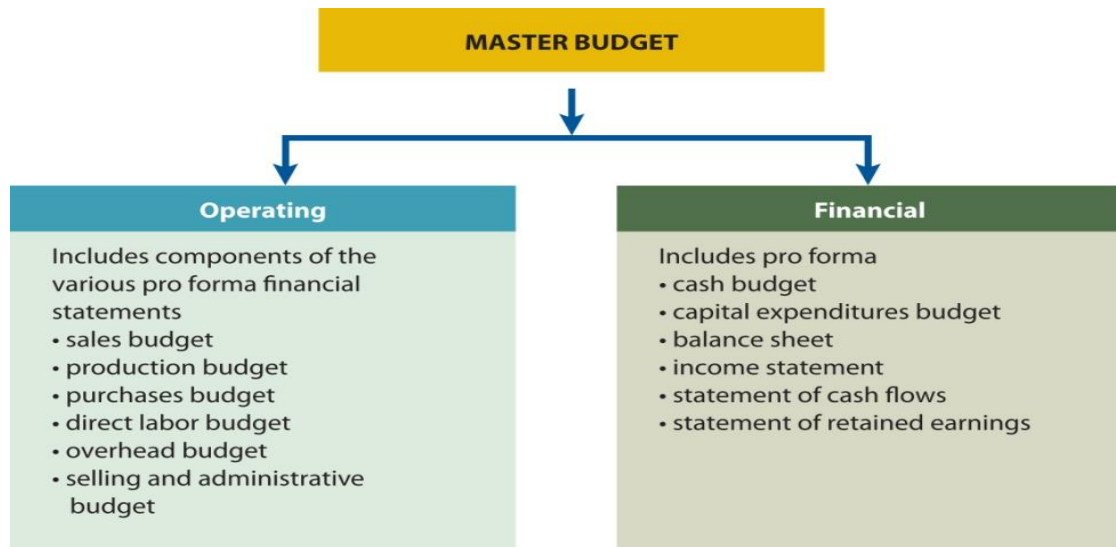 MASTER BUDGET
Operating
Includes components of the
various pro forma financial
statements
• sales budget
• production budget
• purchases budget
• direct labor budget
• overhead budget
• selling and administrative
budget
Financial
Includes pro forma
• cash budget
• capital expenditures budget
• balance sheet
• income statement
• statement of cash flows
• statement of retained earnings